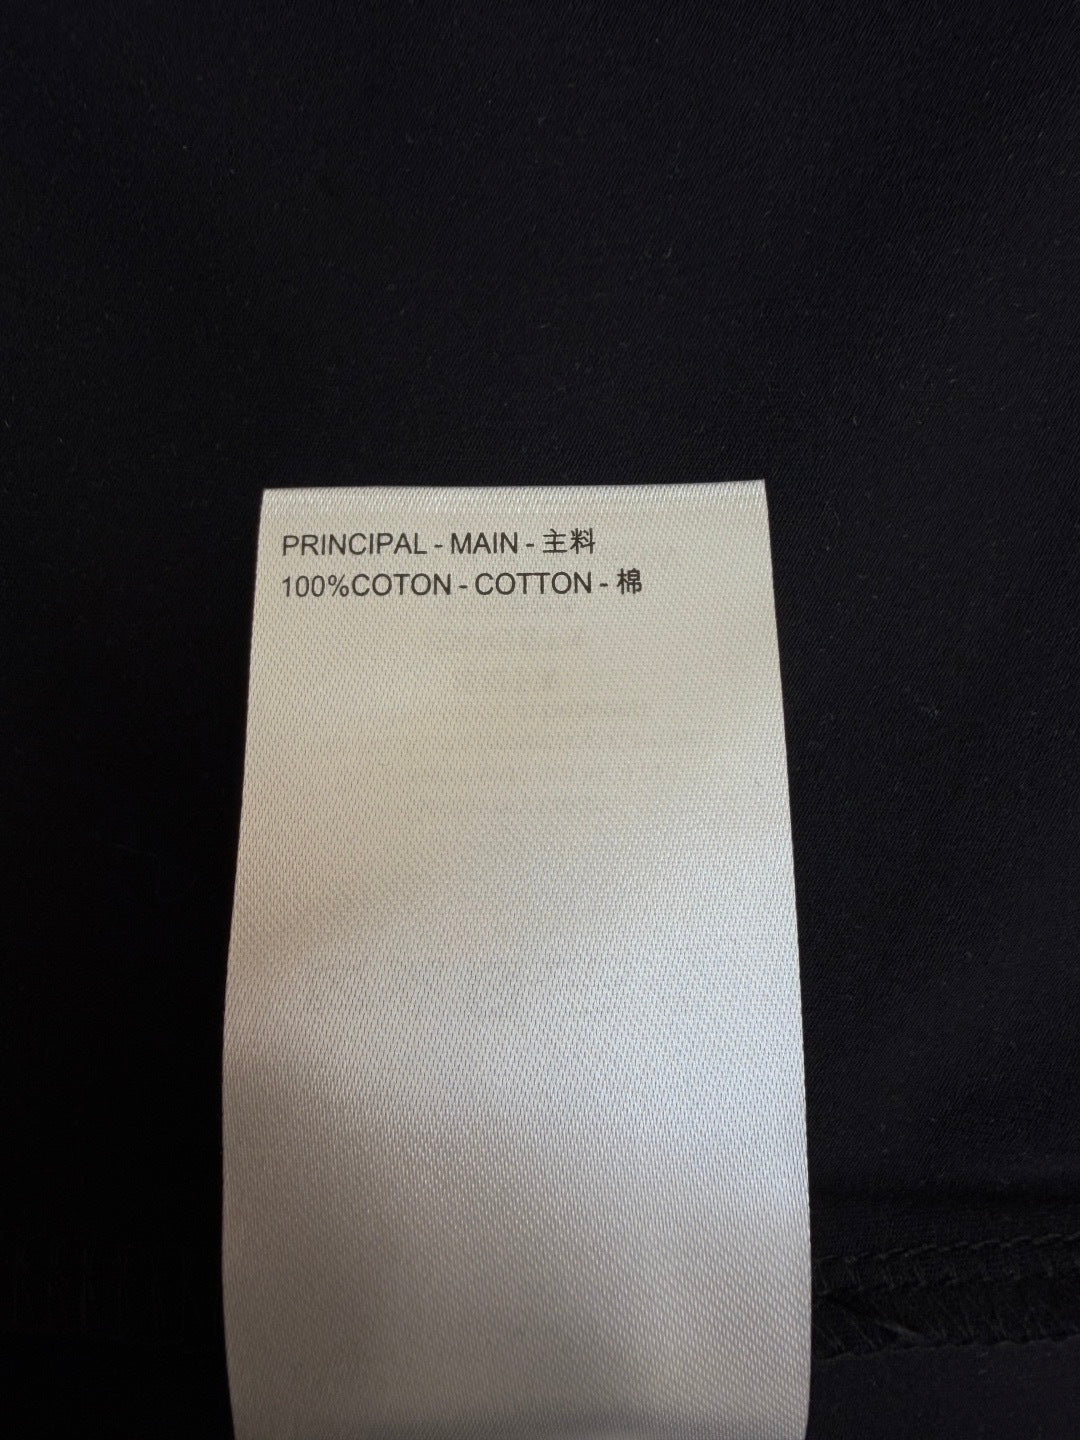 PRINCIPAL - MAIN - 主料
100%COTON - COTTON - 棉